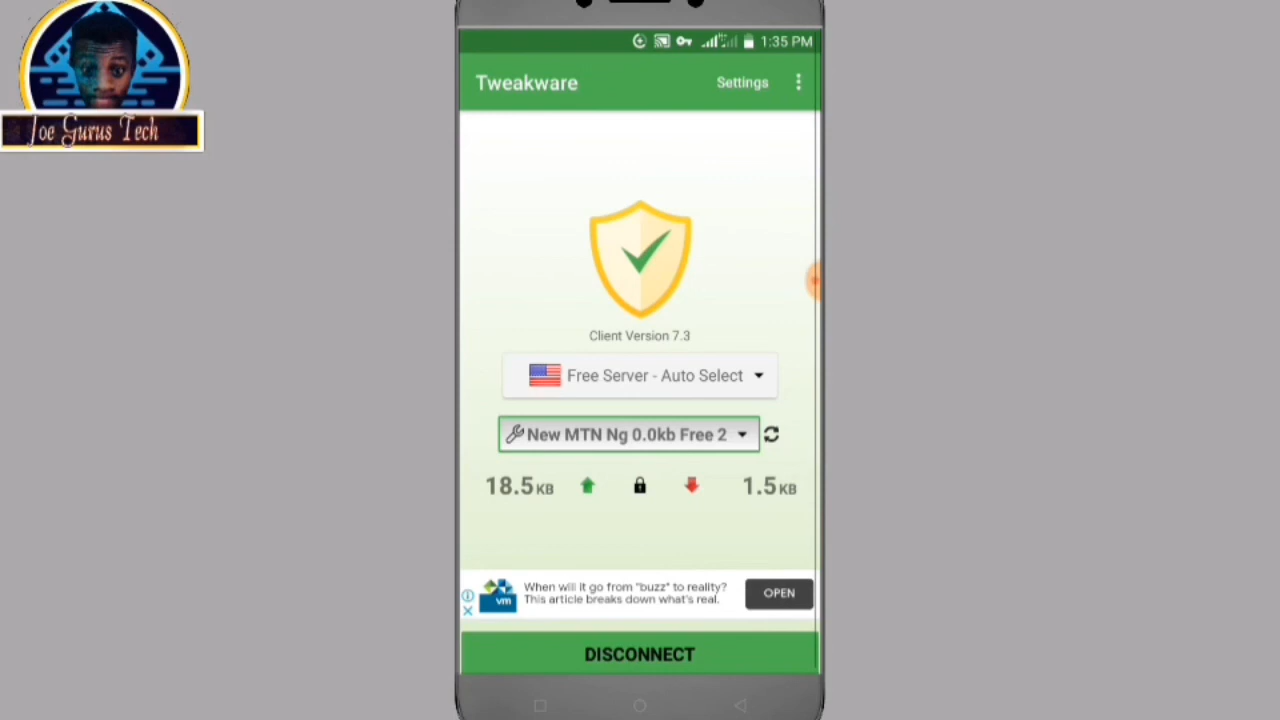 Joe Gurus Tech
1:35 PM
Tweakware
Settings
Client Version 7.3
Free Server - Auto Select
New MTN Ng 0.0kb Free 2
18.5 KB
1.5 KB
vm
When will it go from "buzz" to reality?
This article breaks down what's real.
OPEN
DISCONNECT